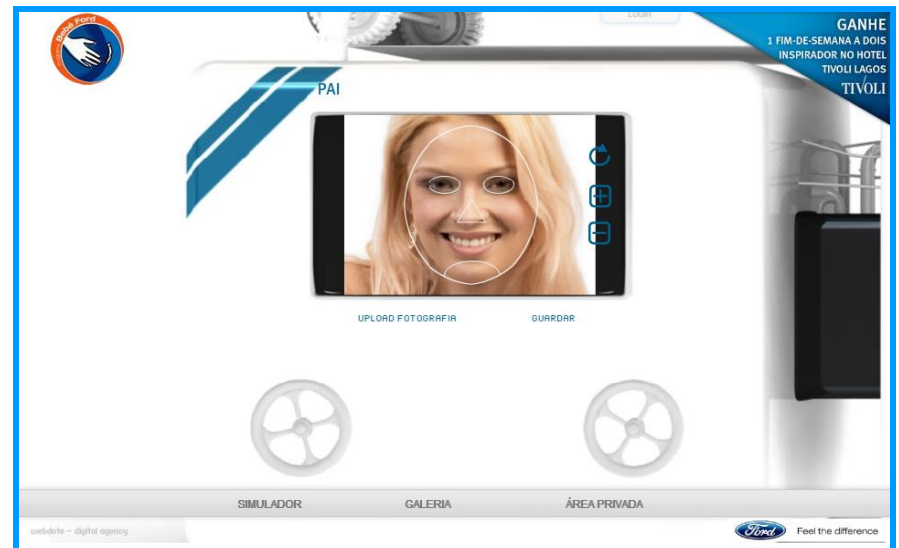 Bebé Ford
LOGIN
GANHE
1 FIM-DE-SEMANA A DOIS
INSPIRADOR NO HOTEL
TIVOLI LAGOS
TIVOLI
PAI
UPLOAD FOTOGRAFIA
GUARDAR
SIMULADOR
GALERIA
ÁREA PRIVADA
webdote - digital agency
Ford
Feel the difference